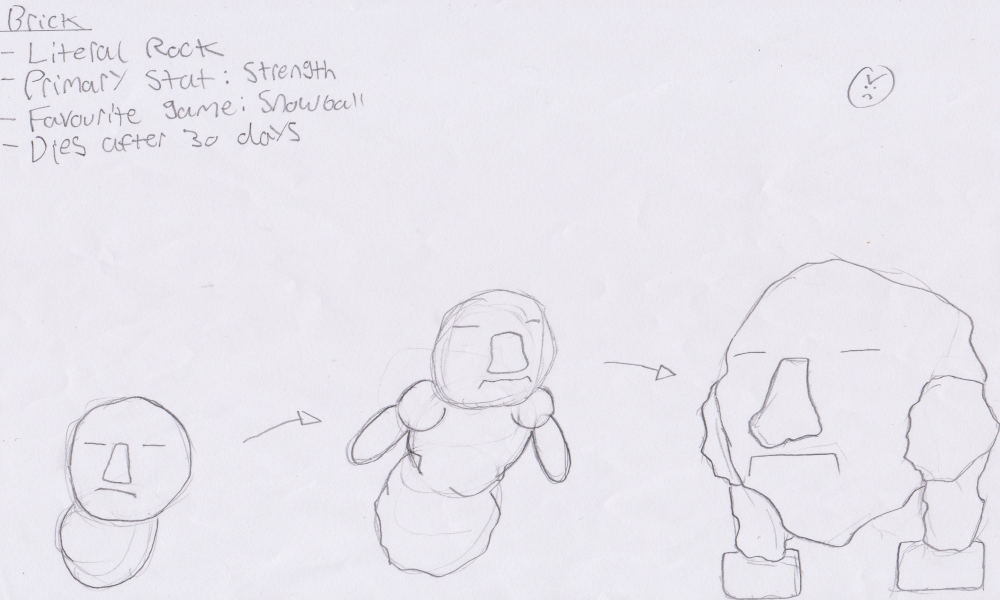 Brick
- Literal Rock
- Primary Stat: Strength
- Favourite game: Snowball
- Dies after 30 days